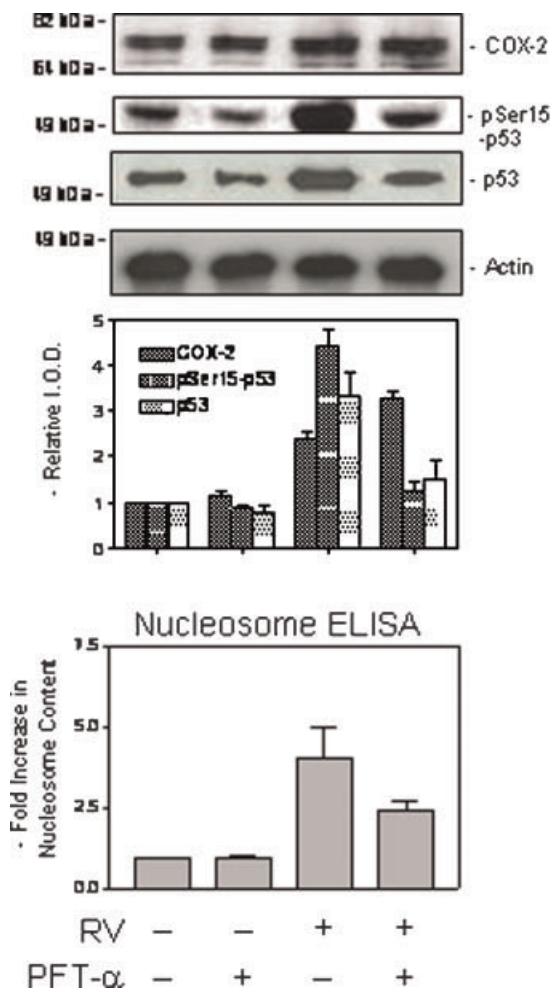 82 kDa -
- COX-2
64 kDa -
- pSer15
-p53
49 kDa -
- p53
49 kDa -
49 kDa -
- Actin
5
4
3
2
1
0
- Relative I.O.D.
COX-2
pSer15-p53
p53
Nucleosome ELISA
7.5
5.0
2.5
0.0
- Fold Increase in
Nucleosome Content
RV − − + +
PFT-α − + − +